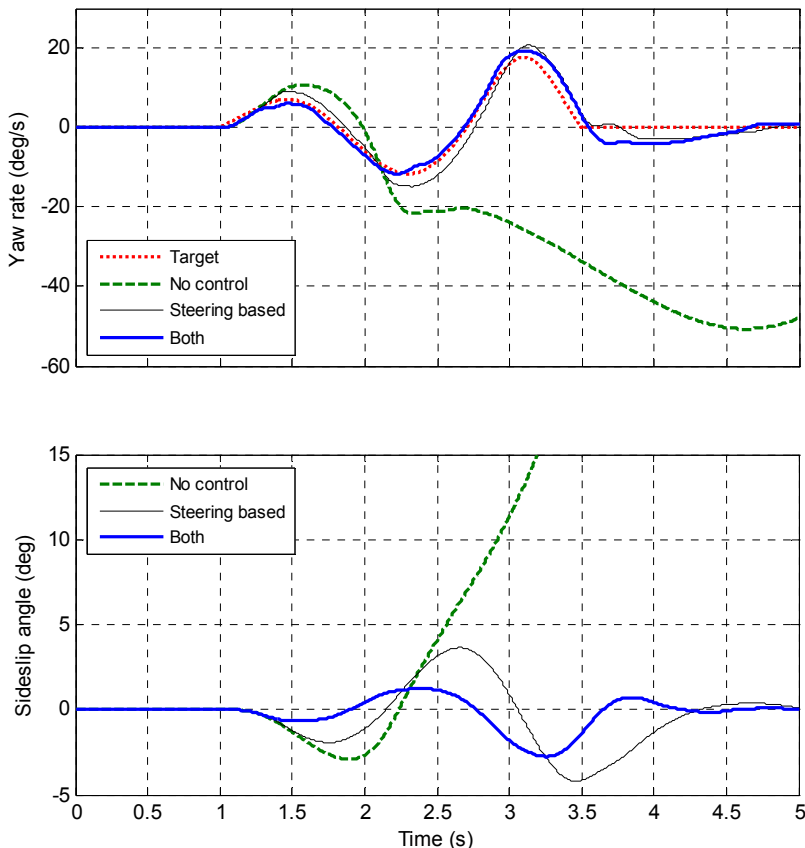 Yaw rate (deg/s)
20
0
-20
-40
-60
Target
No control
Steering based
Both
Sideslip angle (deg)
15
10
5
0
-5
No control
Steering based
Both
0 0.5 1 1.5 2 2.5 3 3.5 4 4.5 5
Time (s)